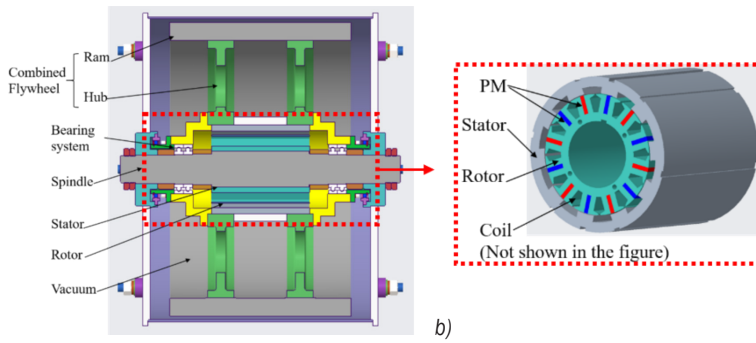 Combined
Flywheel
Ram
Hub
Bearing
system
Spindle
Stator
Rotor
Vacuum
b)
PM
Stator
Rotor
Coil
(Not shown in the figure)